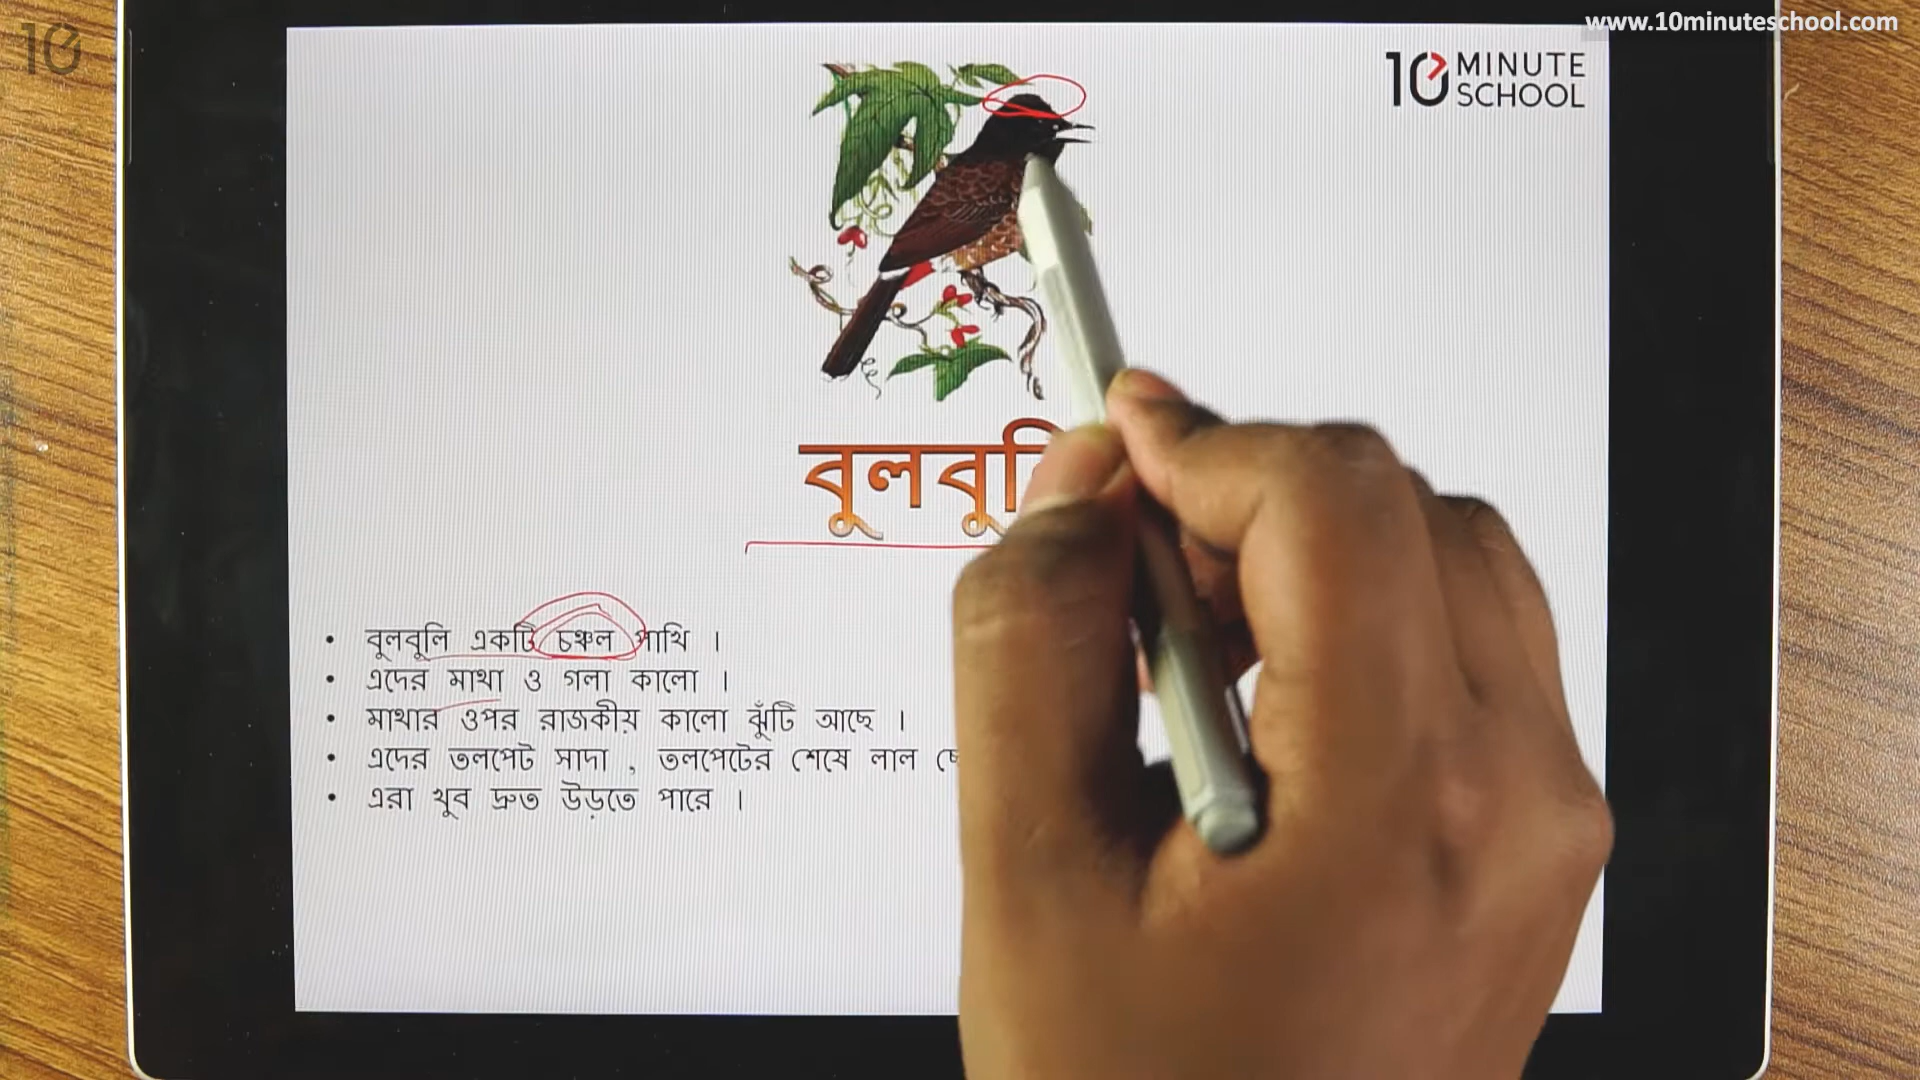 www.10minuteschool.com
10
10 MINUTE
SCHOOL
• বুলবুলি একটি চঞ্চল পাখি ।
• এদের মাথা ও গলা কালো ।
• মাথার ওপর রাজকীয় কালো ঝুঁটি আছে ।
• এদের তলপেট সাদা , তলপেটের শেষে লাল
• এরা খুব দ্রুত উড়তে পারে ।